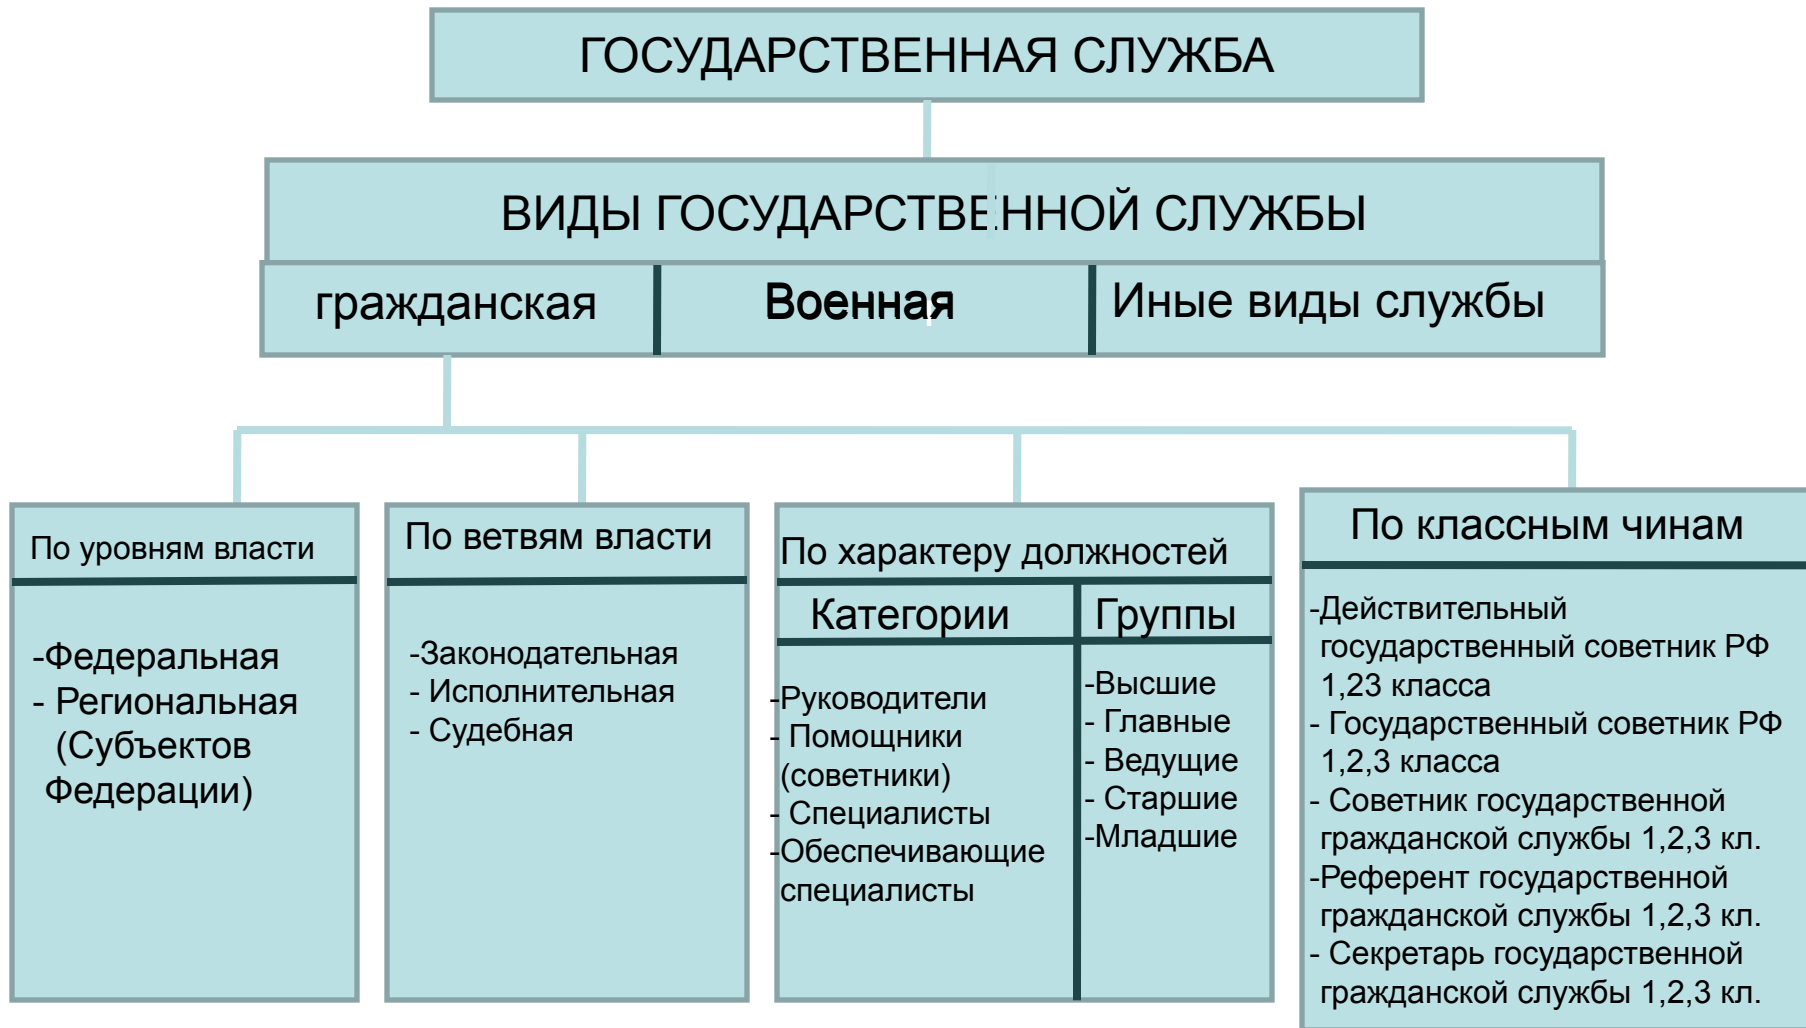 ГОСУДАРСТВЕННАЯ СЛУЖБА
ВИДЫ ГОСУДАРСТВЕННОЙ СЛУЖБЫ
гражданская
Военная
Иные виды службы
По уровням власти
-Федеральная
- Региональная
(Субъектов
Федерации)
По ветвям власти
-Законодательная
- Исполнительная
- Судебная
По характеру должностей
Категории
-Руководители
- Помощники
(советники)
- Специалисты
-Обеспечивающие
специалисты
Группы
-Высшие
- Главные
- Ведущие
- Старшие
-Младшие
По классным чинам
-Действительный
государственный советник РФ
1,23 класса
- Государственный советник РФ
1,2,3 класса
- Советник государственной
гражданской службы 1,2,3 кл.
-Референт государственной
гражданской службы 1,2,3 кл.
- Секретарь государственной
гражданской службы 1,2,3 кл.